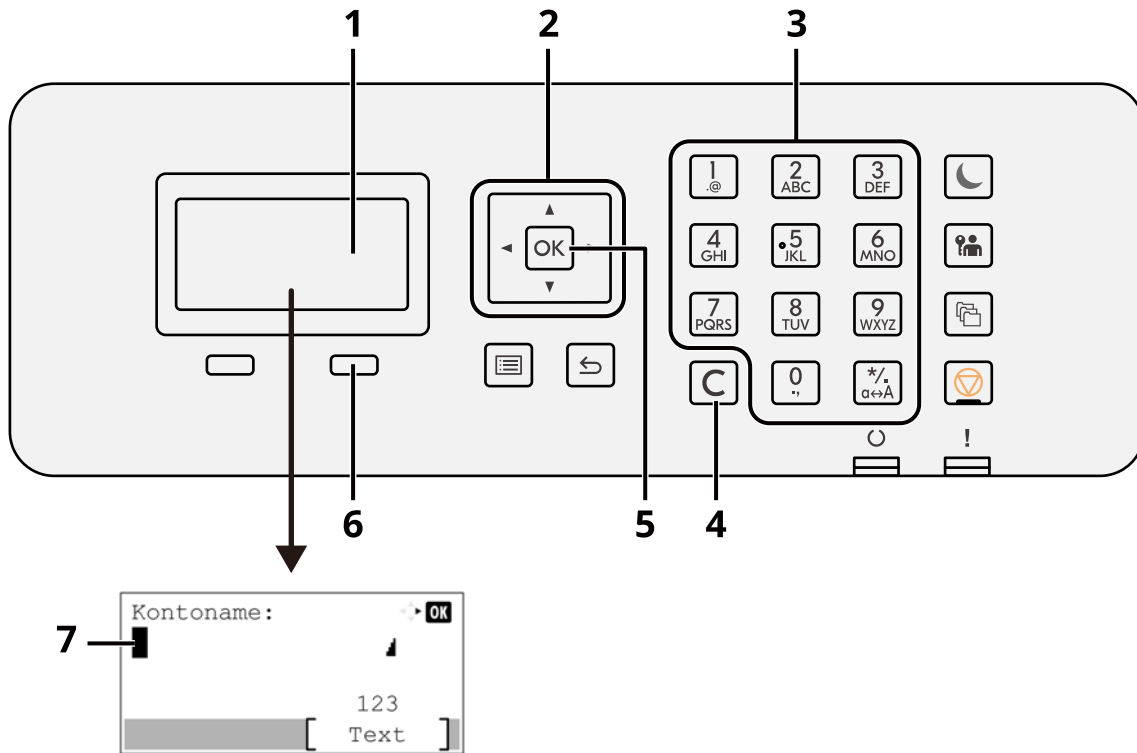 1 2 3
1 .@ 2 ABC 3 DEF
OK
4 GHI 5 JKL 6 MNO
7 PQRS 8 TUV 9 WXYZ
C 0 ., */. a↔A
!
6 5 4
Kontoname: OK
7
123
[ Text ]